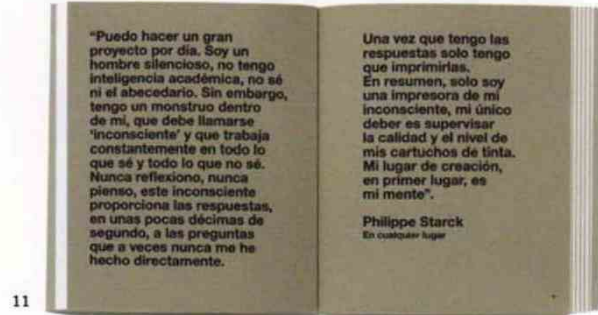 “Puedo hacer un gran
proyecto por día. Soy un
hombre silencioso, no tengo
inteligencia académica, no sé
ni el abecedario. Sin embargo,
tengo un monstruo dentro
de mí, que debe llamarse
‘inconsciente’ y que trabaja
constantemente en todo lo
que sé y todo lo que no sé.
Nunca reflexiono, nunca
pienso, este inconsciente
proporciona las respuestas,
en unas pocas décimas de
segundo, a las preguntas
que a veces nunca me he
hecho directamente.
Una vez que tengo las
respuestas solo tengo
que imprimirlas.
En resumen, solo soy
una impresora de mi
inconsciente, mi único
deber es supervisar
la calidad y el nivel de
mis cartuchos de tinta.
Mi lugar de creación,
en primer lugar, es
mi mente”.
Philippe Starck
En cualquier lugar
11